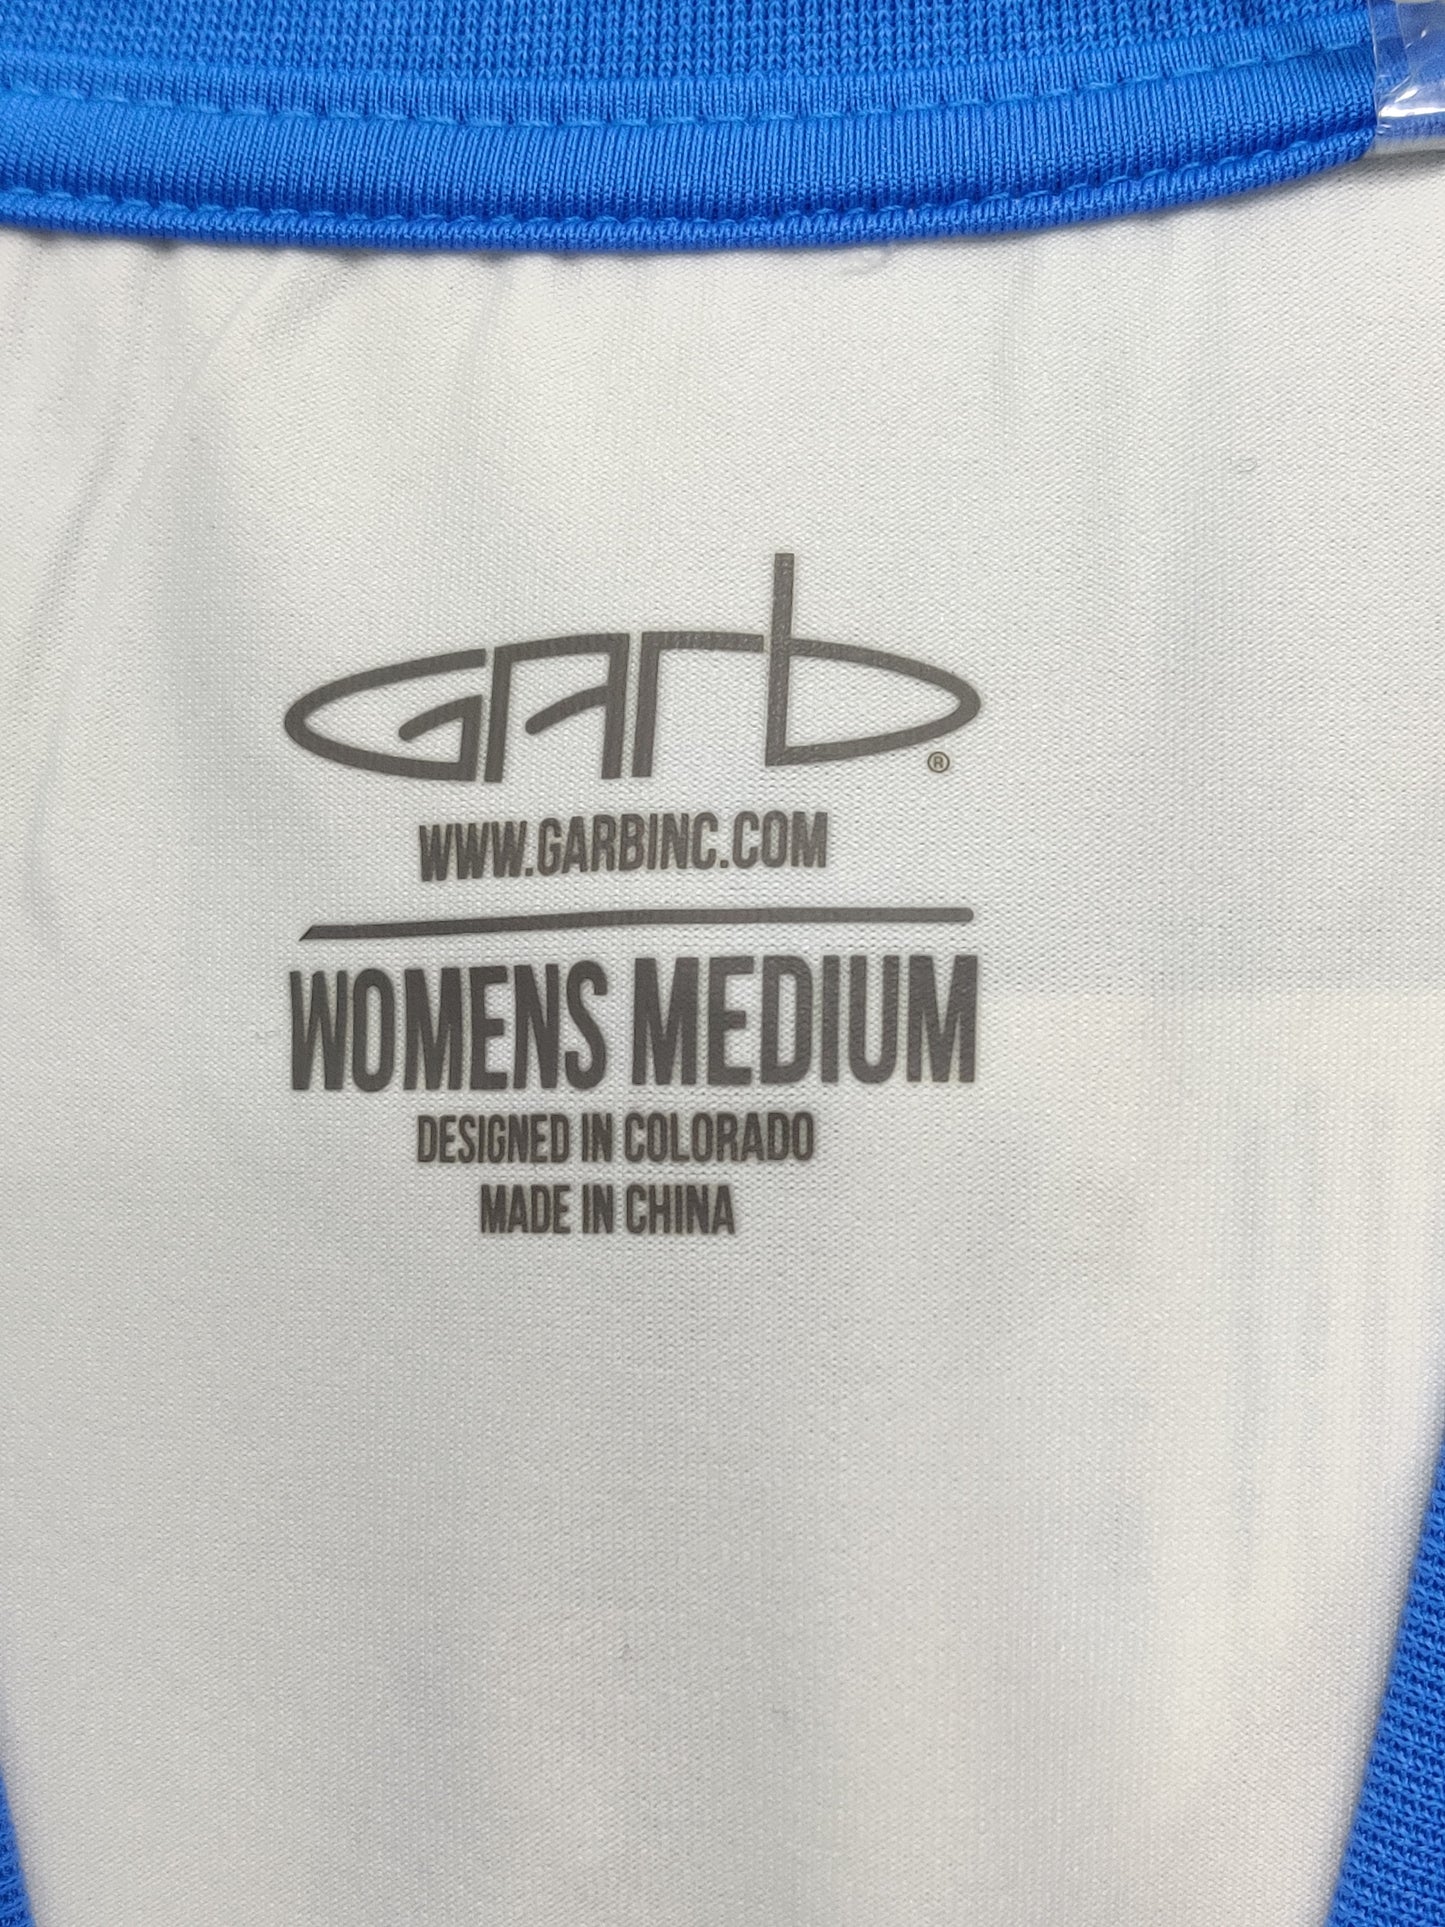 GArb®
WWW.GARBINC.COM
WOMENS MEDIUM
DESIGNED IN COLORADO
MADE IN CHINA